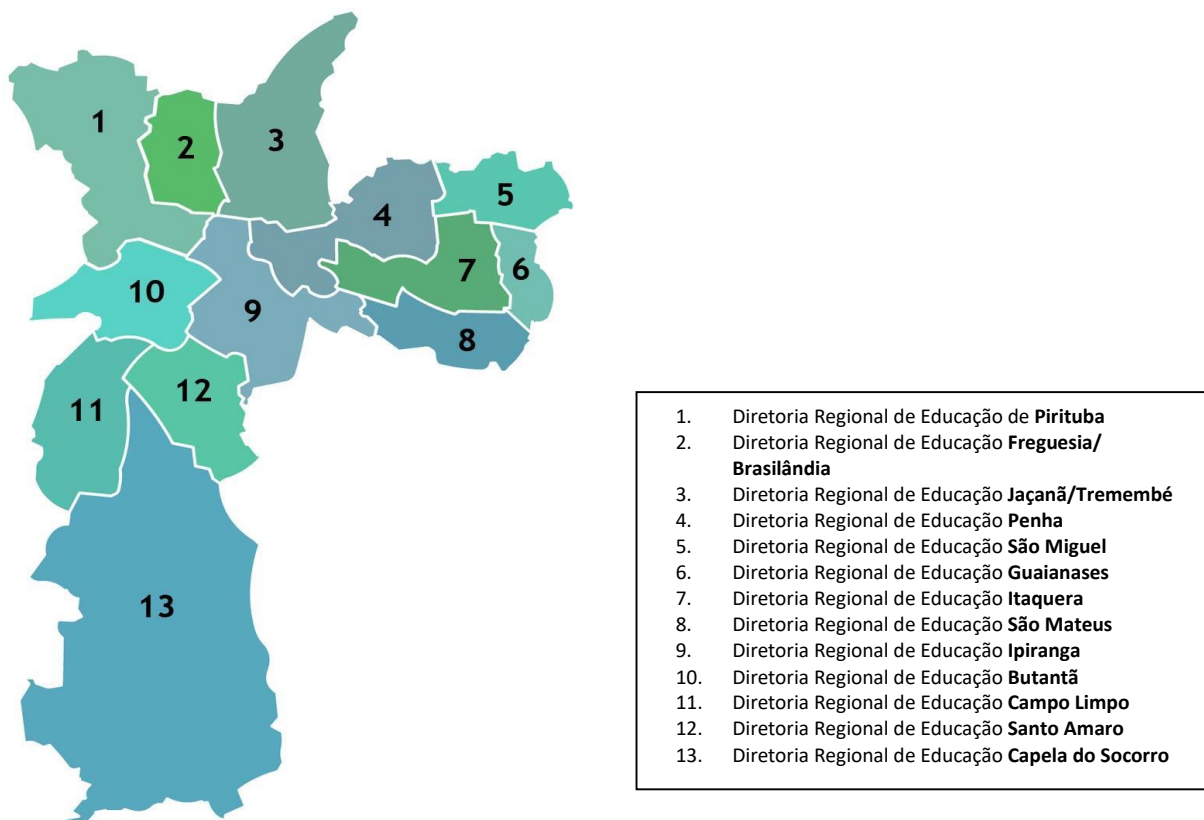 1
2
3
4
5
6
7
8
9
10
11
12
13
1. Diretoria Regional de Educação de Pirituba
2. Diretoria Regional de Educação Freguesia/
Brasilândia
3. Diretoria Regional de Educação Jaçanã/Tremembé
4. Diretoria Regional de Educação Penha
5. Diretoria Regional de Educação São Miguel
6. Diretoria Regional de Educação Guaianases
7. Diretoria Regional de Educação Itaquera
8. Diretoria Regional de Educação São Mateus
9. Diretoria Regional de Educação Ipiranga
10. Diretoria Regional de Educação Butantã
11. Diretoria Regional de Educação Campo Limpo
12. Diretoria Regional de Educação Santo Amaro
13. Diretoria Regional de Educação Capela do Socorro